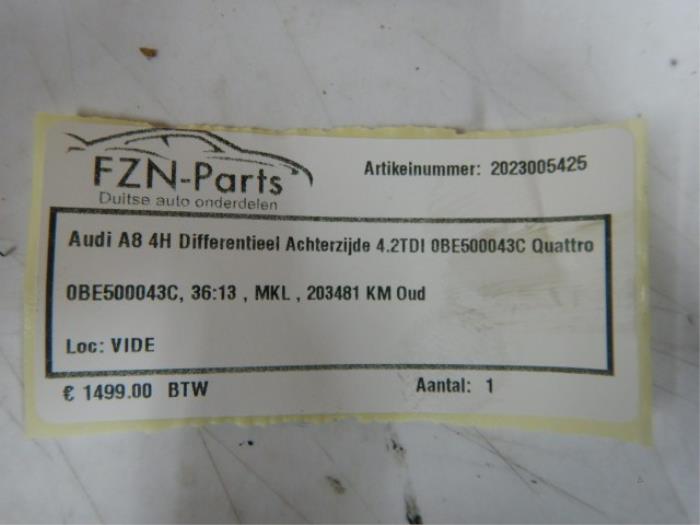 FZN-Parts
Duitse auto onderdelen
Artikelnummer: 2023005425
Audi A8 4H Differentieel Achterzijde 4.2TDI 0BE500043C Quattro
0BE500043C, 36:13 , MKL , 203481 KM Oud
Loc: VIDE
€ 1499.00 BTW
Aantal: 1